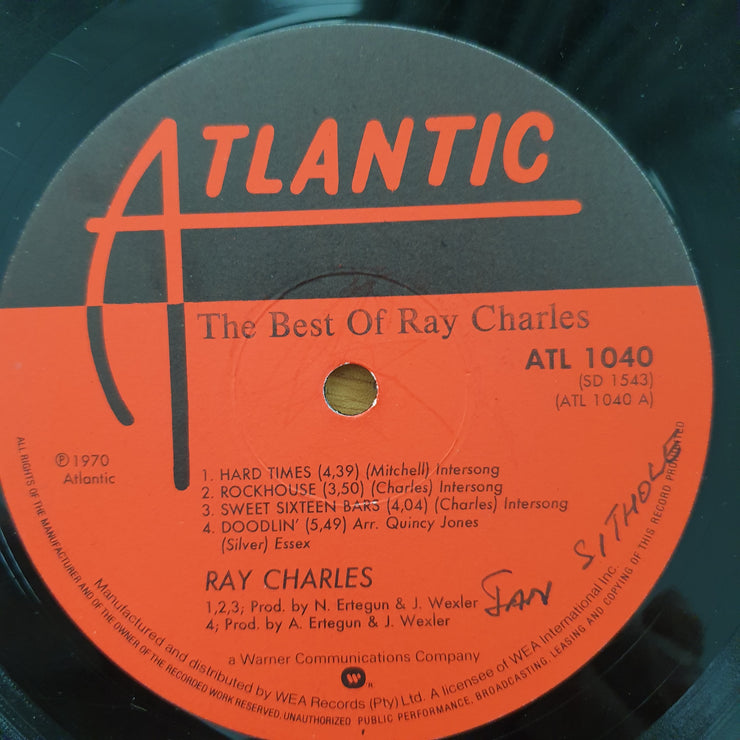 ATLANTIC
The Best Of Ray Charles
ATL 1040
(SD 1543)
(ATL 1040 A)
℗ 1970
Atlantic
1. HARD TIMES (4,39) (Mitchell) Intersong
2. ROCKHOUSE (3,50) (Charles) Intersong
3. SWEET SIXTEEN BARS (4,04) (Charles) Intersong
4. DOODLIN' (5,49) Arr. Quincy Jones
(Silver) Essex
RAY CHARLES
1,2,3; Prod. by N. Ertegun & J. Wexler
4; Prod. by A. Ertegun & J. Wexler
JAN SITHOLE
a Warner Communications Company
Manufactured and distributed by WEA Records (Pty) Ltd. A licensee of WEA International Inc.
ALL RIGHTS OF THE MANUFACTURER AND OF THE OWNER OF THE RECORDED WORK RESERVED. UNAUTHORIZED PUBLIC PERFORMANCE, BROADCASTING, LEASING AND COPYING OF THIS RECORD PROHIBITED